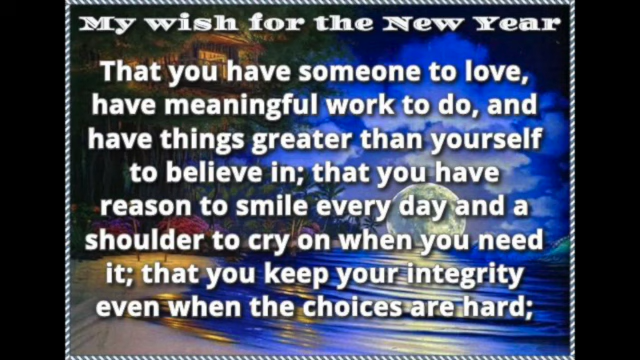 My wish for the New Year
That you have someone to love,
have meaningful work to do, and
have things greater than yourself
to believe in; that you have
reason to smile every day and a
shoulder to cry on when you need
it; that you keep your integrity
even when the choices are hard;